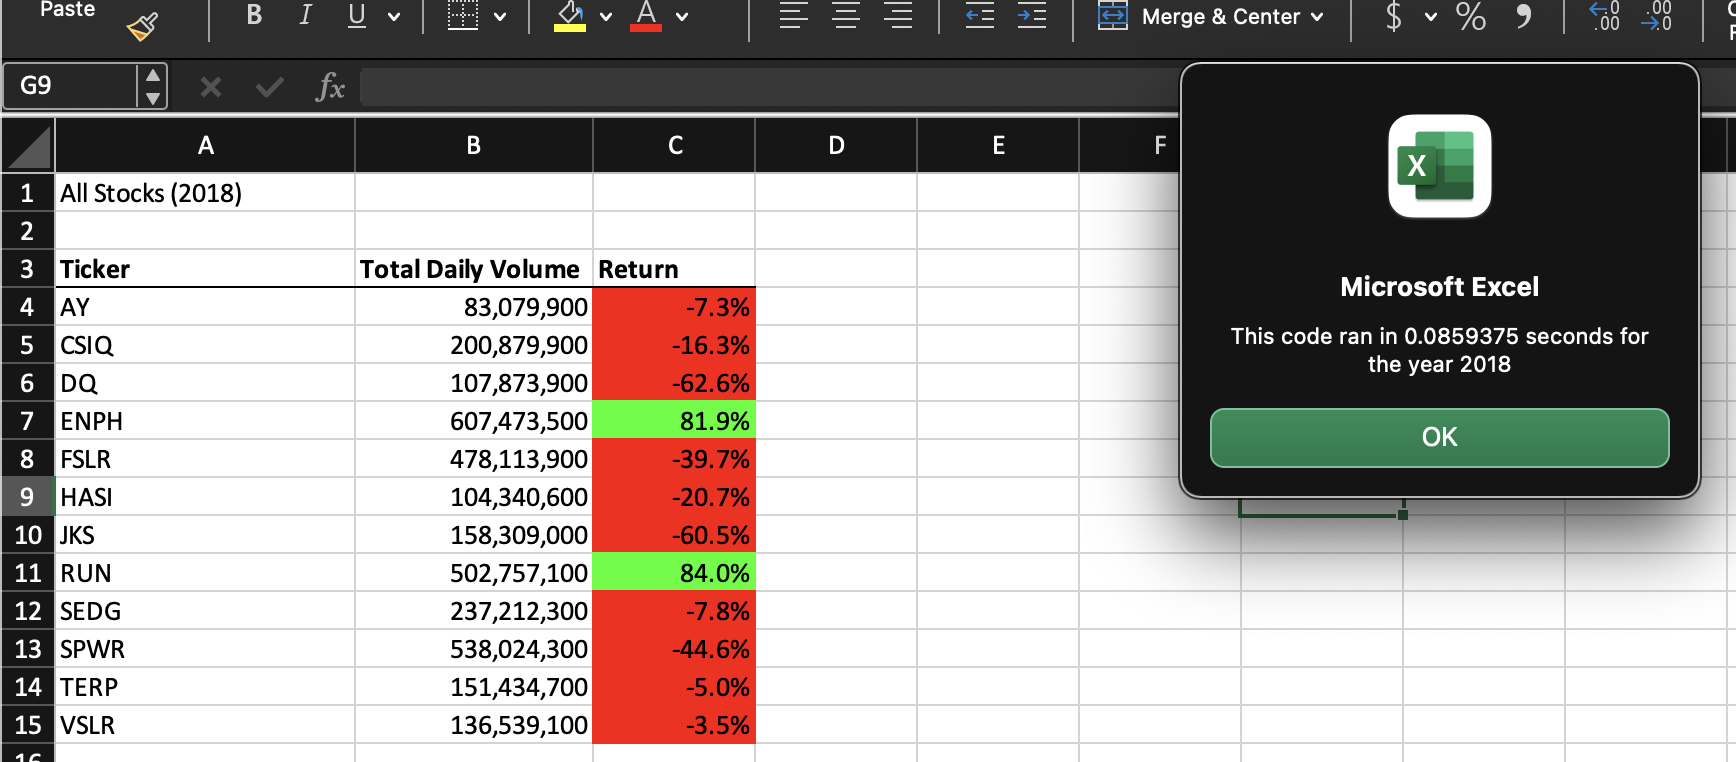 Paste
B I U A Merge & Center $ % , .00 .00
G9 fx
A B C D E F
1 All Stocks (2018)
2
3 Ticker Total Daily Volume Return
4 AY 83,079,900 -7.3%
5 CSIQ 200,879,900 -16.3%
6 DQ 107,873,900 -62.6%
7 ENPH 607,473,500 81.9%
8 FSLR 478,113,900 -39.7%
9 HASI 104,340,600 -20.7%
10 JKS 158,309,000 -60.5%
11 RUN 502,757,100 84.0%
12 SEDG 237,212,300 -7.8%
13 SPWR 538,024,300 -44.6%
14 TERP 151,434,700 -5.0%
15 VSLR 136,539,100 -3.5%
16
X
Microsoft Excel
This code ran in 0.0859375 seconds for
the year 2018
OK